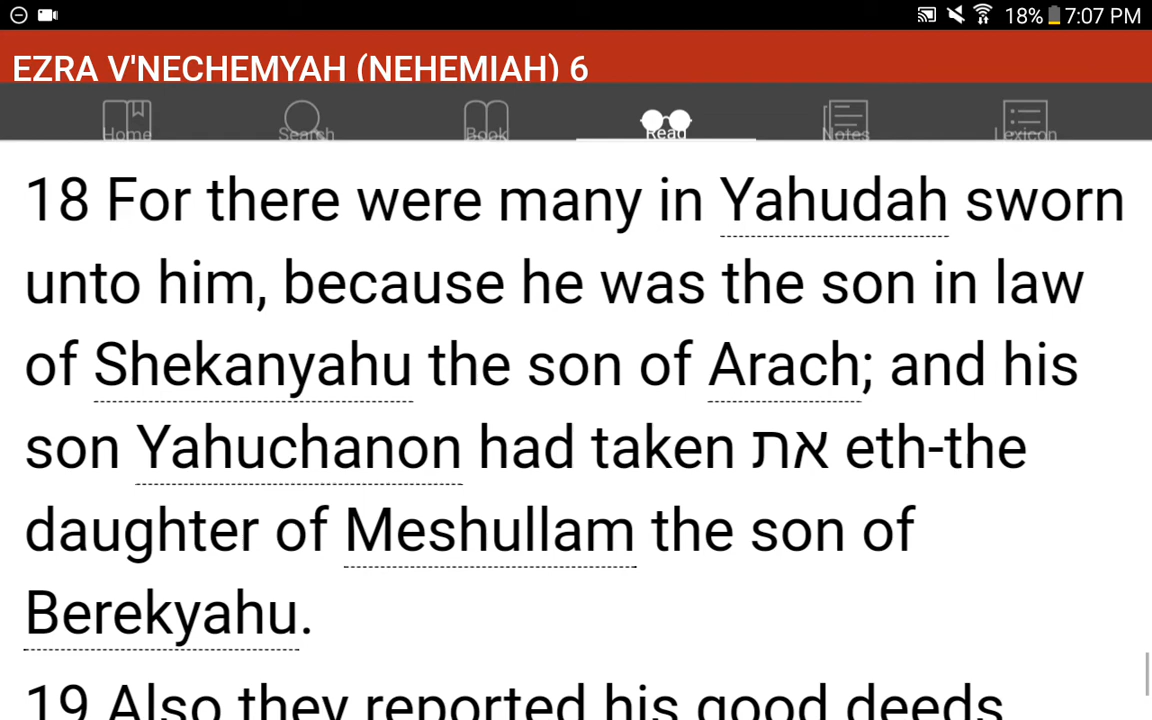 18% 7:07 PM
EZRA V'NECHEMYAH (NEHEMIAH) 6
Home Search Book Read Notes Lexicon
18 For there were many in Yahudah sworn
unto him, because he was the son in law
of Shekanyahu the son of Arach; and his
son Yahuchanon had taken את eth-the
daughter of Meshullam the son of
Berekyahu.
19 Also they reported his good deeds